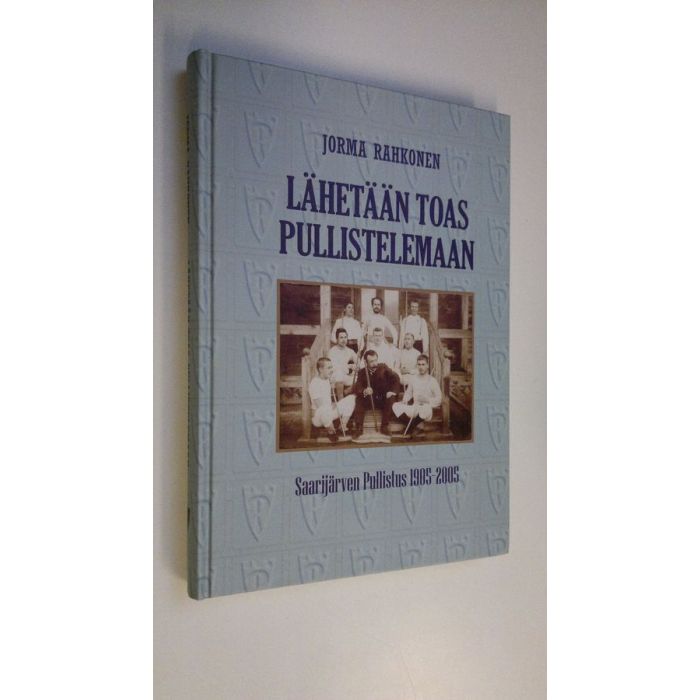 JORMA RAHKONEN
LÄHETÄÄN TOAS
PULLISTELEMAAN
Saarijärven Pullistus 1905-2005